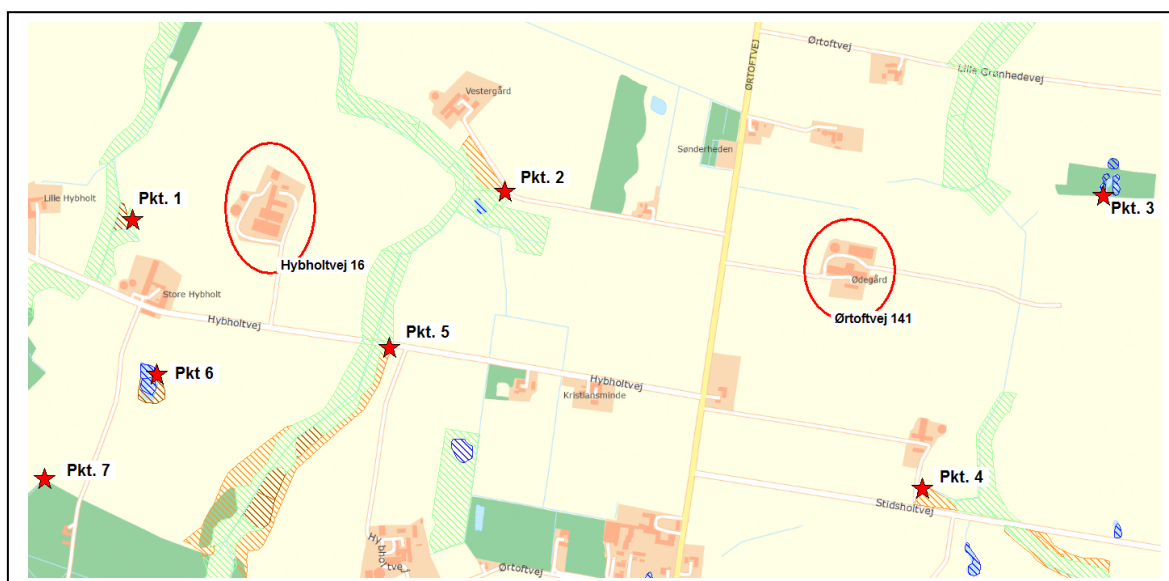 Ørtoftvej
Lille Grønhedevej
ØRTOFTVEJ
Vestergård
Sønderheden
Pkt. 2
Lille Hybholt
Pkt. 1
Pkt. 3
Hybholtvej 16
Ødegård
Store Hybholt
Ørtoftvej 141
Hybholtvej
Pkt. 5
Pkt 6
Hybholtvej
Kristiansminde
Pkt. 7
Pkt. 4
Stidsholtvej
Hybholtvej
Ørtoftvej